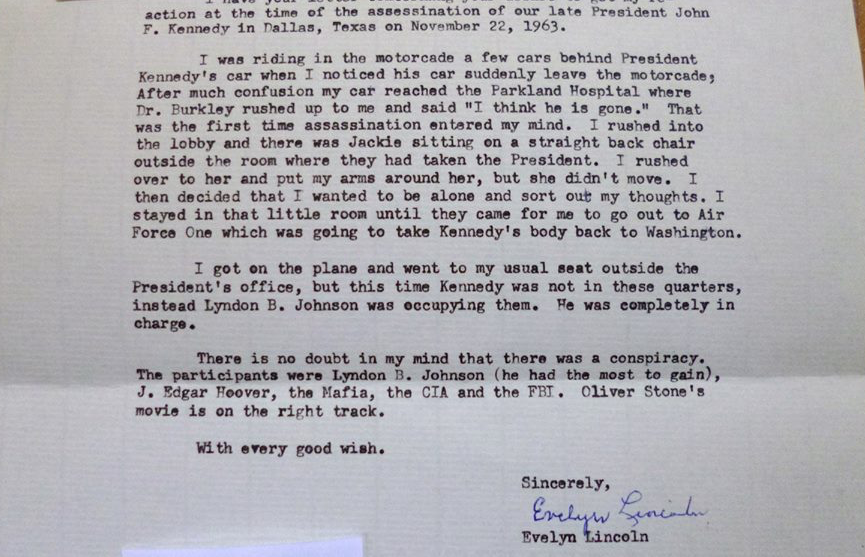 action at the time of the assessination of our late President John
F. Kennedy in Dallas, Texas on November 22, 1963.
I was riding in the motorcade a few cars behind President
Kennedy's car when I noticed his car suddenly leave the motorcade;
After much confusion my car reached the Parkland Hospital where
Dr. Burkley rushed up to me and said "I think he is gone." That
was the first time assassination entered my mind. I rushed into
the lobby and there was Jackie sitting on a straight back chair
outside the room where they had taken the President. I rushed
over to her and put my arms around her, but she didn't move. I
then decided that I wanted to be alone and sort out my thoughts. I
stayed in that little room until they came for me to go out to Air
Force One which was going to take Kennedy's body back to Washington.
I got on the plane and went to my usual seat outside the
President's office, but this time Kennedy was not in these quarters,
instead Lyndon B. Johnson was occupying them. He was completely in
charge.
There is no doubt in my mind that there was a conspiracy.
The participants were Lyndon B. Johnson (he had the most to gain),
J. Edgar Hoover, the Mafia, the CIA and the FBI. Oliver Stone's
movie is on the right track.
With every good wish.
Sincerely,
Evelyn Lincoln
Evelyn Lincoln